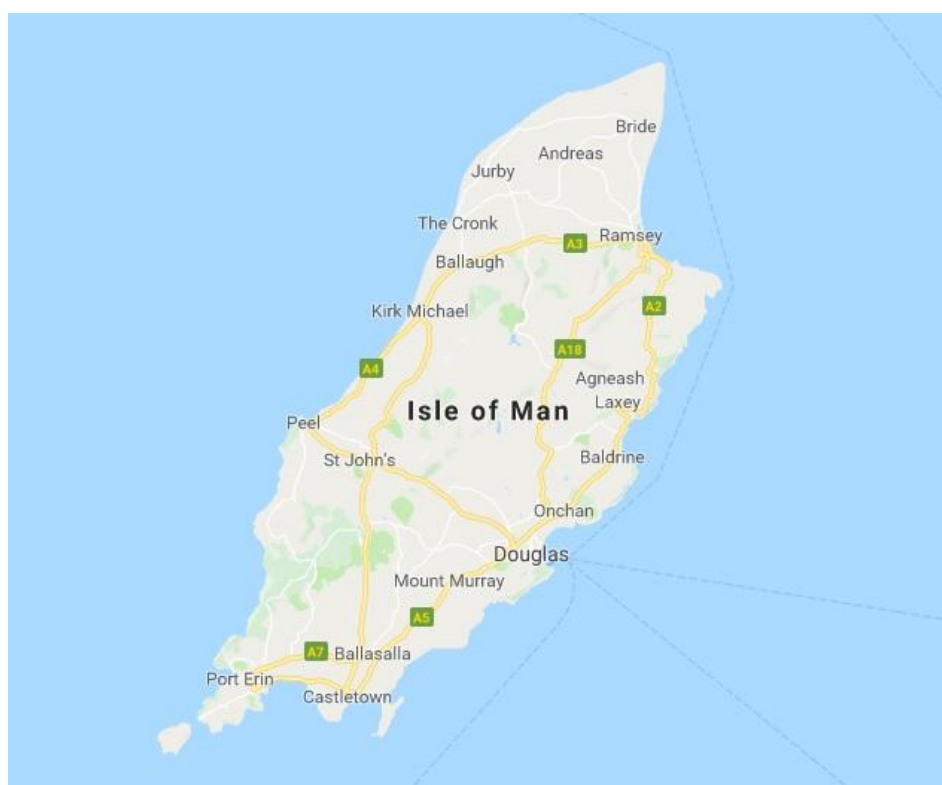 Bride
Andreas
Jurby
The Cronk
Ramsey
A3
Ballaugh
A2
Kirk Michael
A18
A4
Agneash
Laxey
Isle of Man
Peel
St John's
Baldrine
Onchan
Douglas
Mount Murray
A5
A7
Ballasalla
Port Erin
Castletown